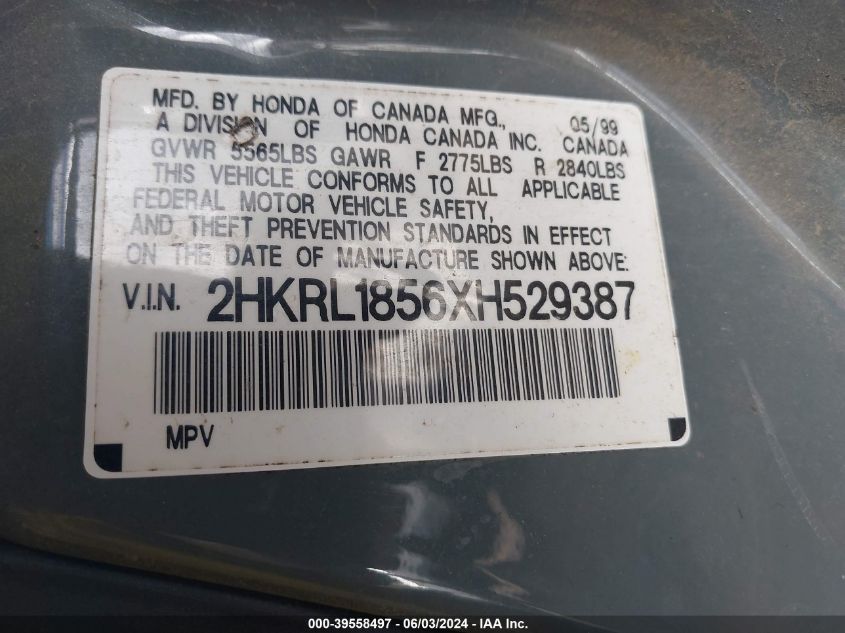 MFD. BY HONDA OF CANADA MFG., 05/99
A DIVISION OF HONDA CANADA INC. CANADA
GVWR 5565LBS GAWR F 2775LBS R 2840LBS
THIS VEHICLE CONFORMS TO ALL APPLICABLE
FEDERAL MOTOR VEHICLE SAFETY,
AND THEFT PREVENTION STANDARDS IN EFFECT
ON THE DATE OF MANUFACTURE SHOWN ABOVE:
V.I.N. 2HKRL1856XH529387
MPV
000-39558497 - 06/03/2024 - IAA Inc.